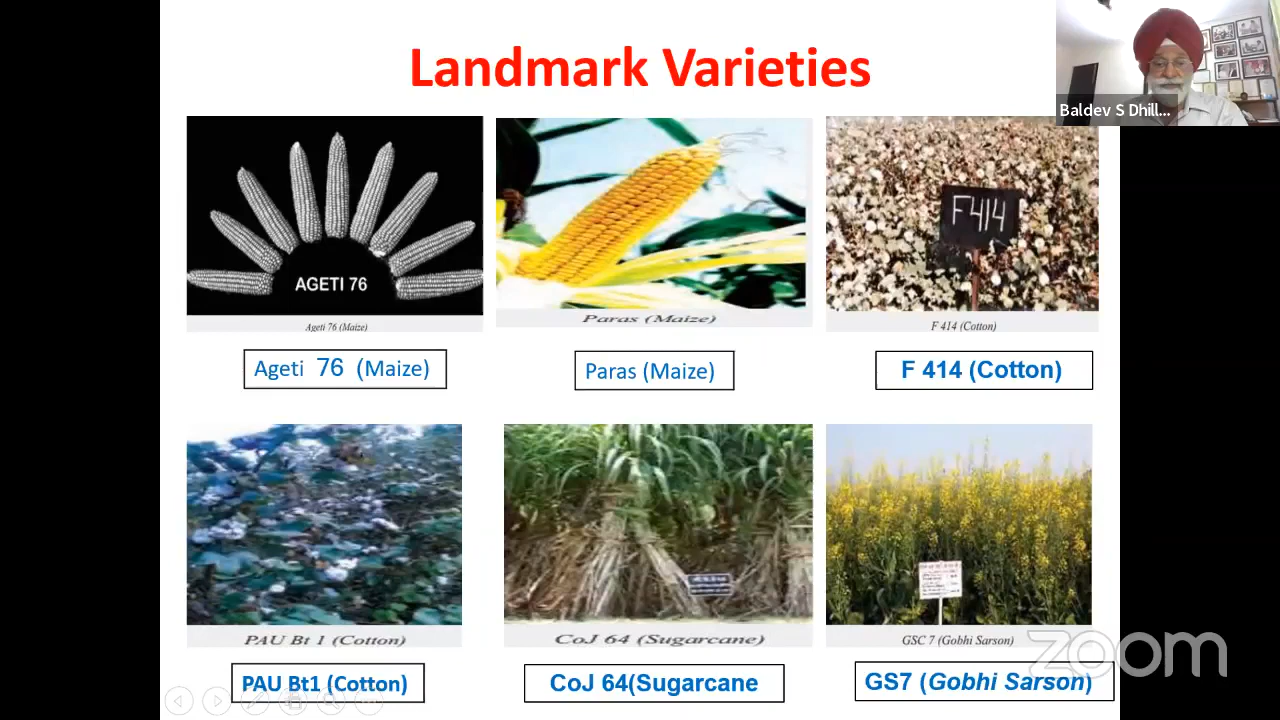 Landmark Varieties
Baldev S Dhill...
AGETI 76
F414
Ageti 76 (Maize)
Paras (Maize)
F 414 (Cotton)
Ageti 76 (Maize)
Paras (Maize)
F 414 (Cotton)
PAU Bt 1 (Cotton)
CoJ 64 (Sugarcane)
GSC 7 (Gobhi Sarson)
zoom
PAU Bt1 (Cotton)
CoJ 64(Sugarcane
GS7 (Gobhi Sarson)